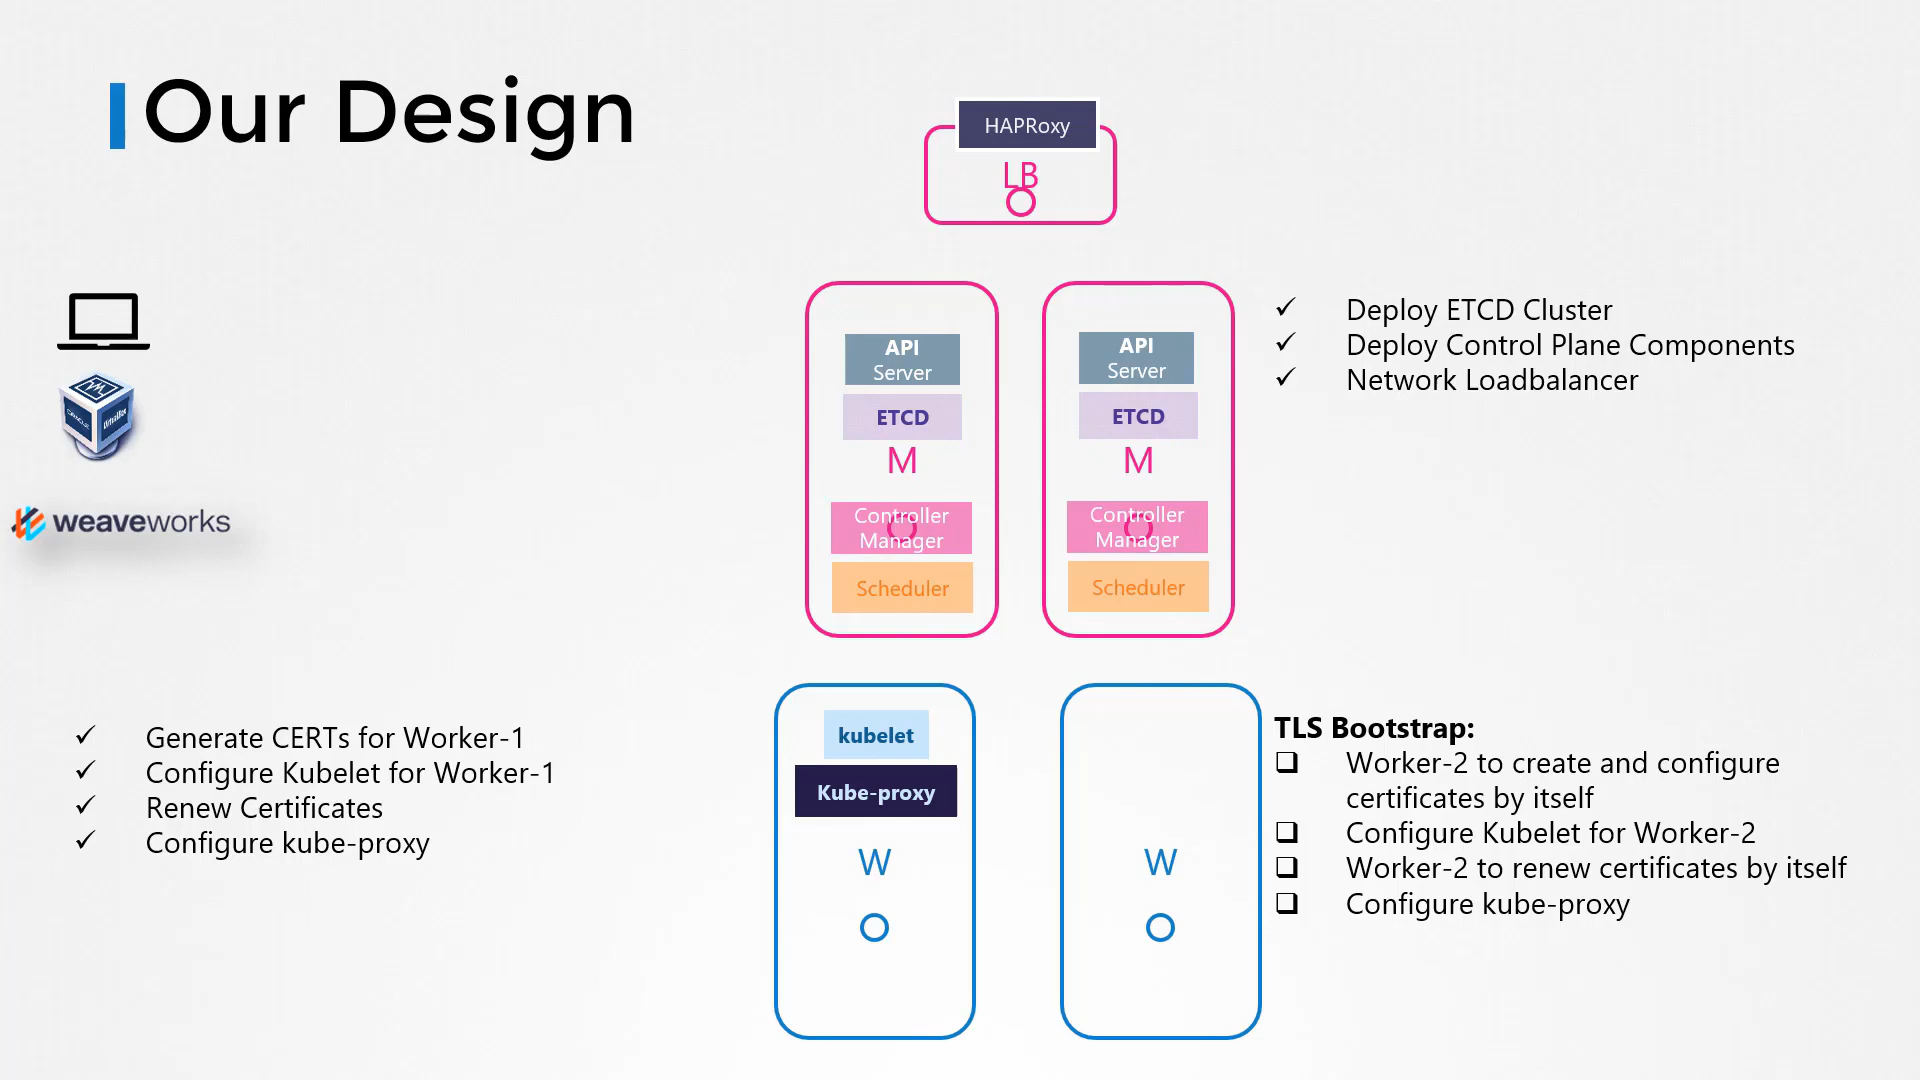 Our Design
HAPRoxy
LB
API
Server
ETCD
M
Controller
Manager
Scheduler
API
Server
ETCD
M
Controller
Manager
Scheduler
Deploy ETCD Cluster
Deploy Control Plane Components
Network Loadbalancer
weaveworks
Generate CERTs for Worker-1
Configure Kubelet for Worker-1
Renew Certificates
Configure kube-proxy
kubelet
Kube-proxy
W
W
TLS Bootstrap:
Worker-2 to create and configure
certificates by itself
Configure Kubelet for Worker-2
Worker-2 to renew certificates by itself
Configure kube-proxy